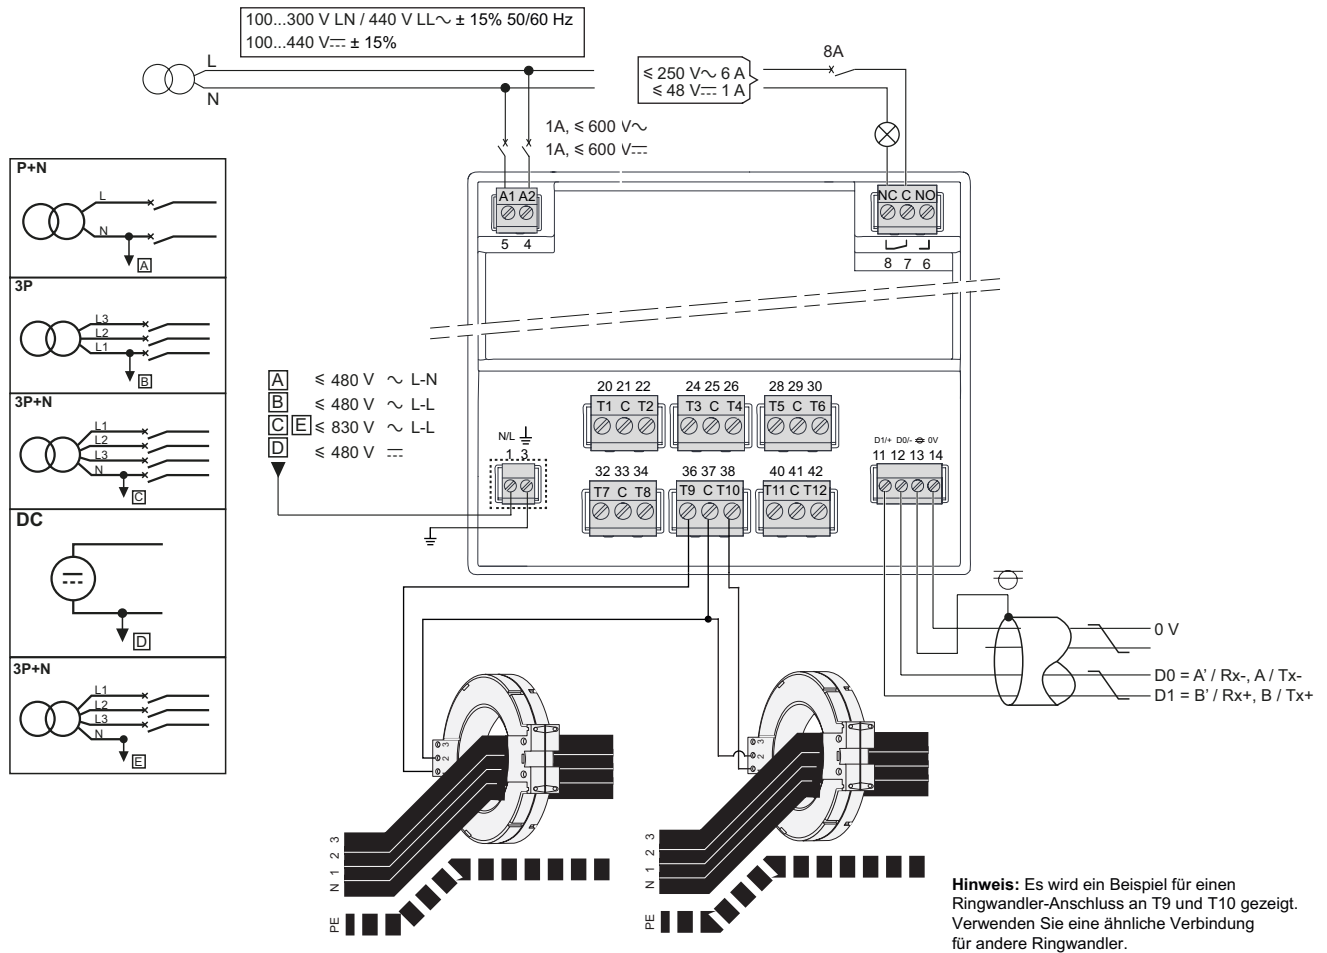 100...300 V LN / 440 V LL～ ± 15% 50/60 Hz
100...440 V⎓ ± 15%
L
N
≤ 250 V～ 6 A
≤ 48 V⎓ 1 A
8A
1A, ≤ 600 V～
1A, ≤ 600 V⎓
A1 A2
5 4
NC C NO
8 7 6
P+N
L
N
A
3P
L3
L2
L1
B
3P+N
L1
L2
L3
N
C
DC
D
3P+N
L1
L2
L3
N
E
A ≤ 480 V ～ L-N
B ≤ 480 V ～ L-L
C E ≤ 830 V ～ L-L
D ≤ 480 V ⎓
N/L
1 3
20 21 22
T1 C T2
24 25 26
T3 C T4
28 29 30
T5 C T6
32 33 34
T7 C T8
36 37 38
T9 C T10
40 41 42
T11 C T12
D1/+ D0/- 0V
11 12 13 14
0 V
D0 = A' / Rx-, A / Tx-
D1 = B' / Rx+, B / Tx+
3
2
1
3
2
1
N 1 2 3
PE
N 1 2 3
PE
Hinweis: Es wird ein Beispiel für einen
Ringwandler-Anschluss an T9 und T10 gezeigt.
Verwenden Sie eine ähnliche Verbindung
für andere Ringwandler.